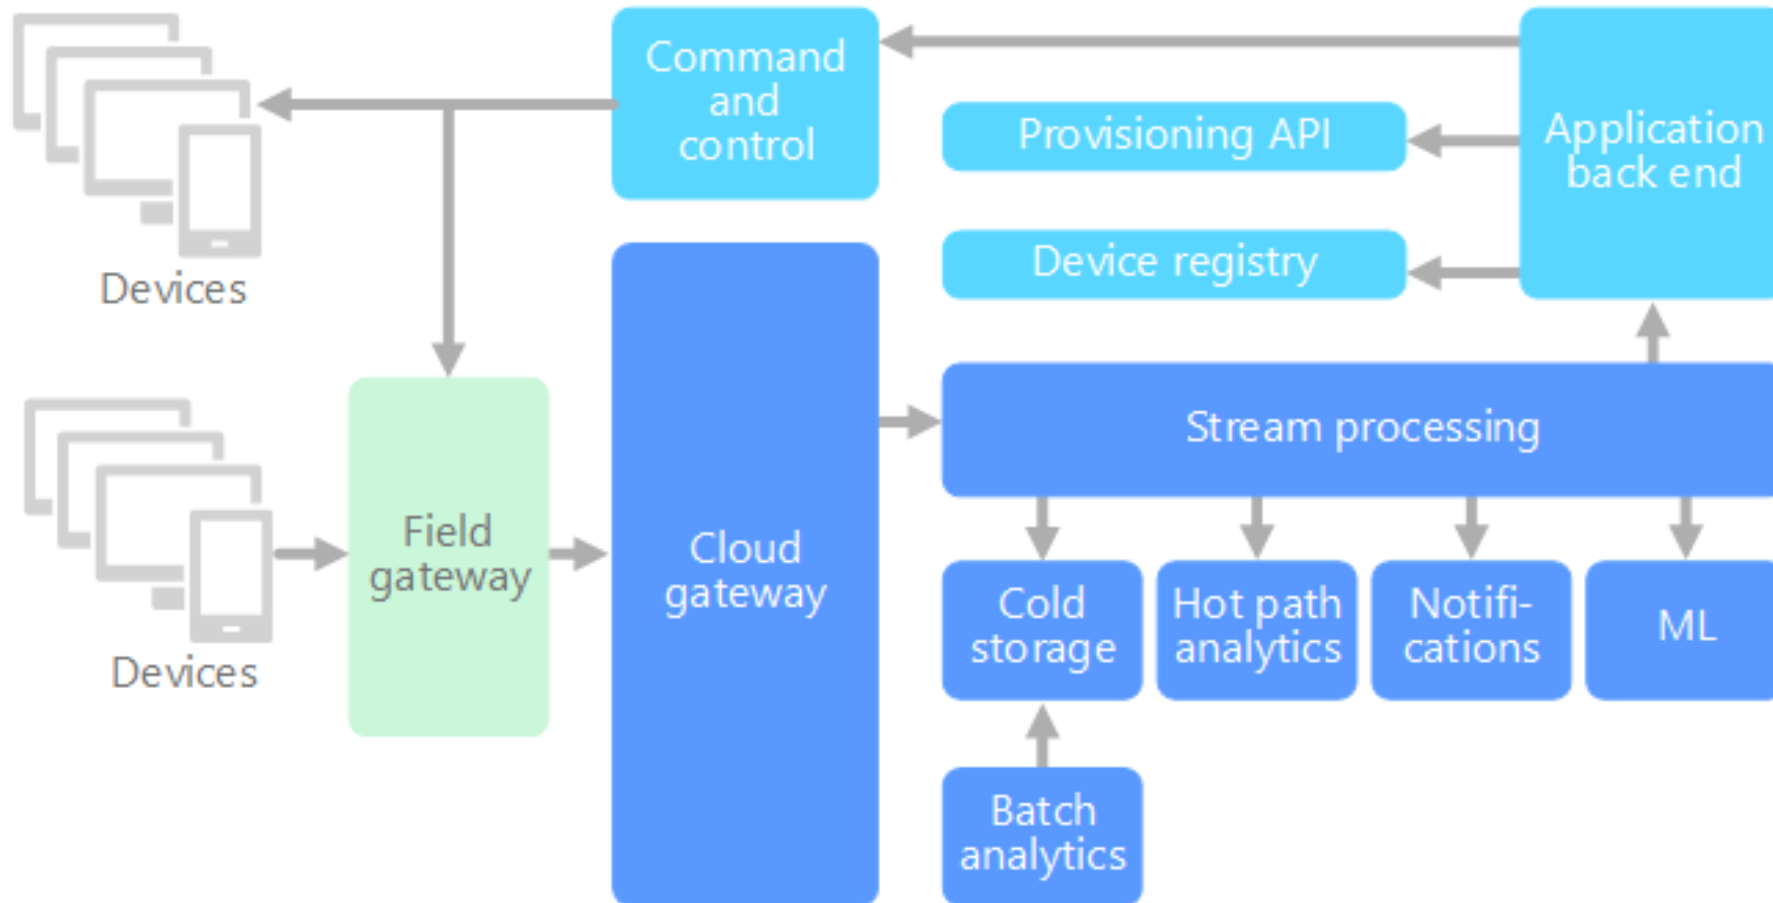 Command
and
control
Provisioning API
Application
back end
Device registry
Devices
Stream processing
Field
gateway
Cloud
gateway
Cold
storage
Hot path
analytics
Notifi-
cations
ML
Devices
Batch
analytics